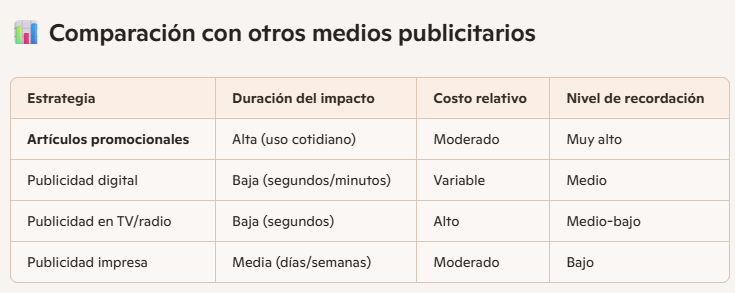 Comparación con otros medios publicitarios
Estrategia Duración del impacto Costo relativo Nivel de recordación
Artículos promocionales Alta (uso cotidiano) Moderado Muy alto
Publicidad digital Baja (segundos/minutos) Variable Medio
Publicidad en TV/radio Baja (segundos) Alto Medio-bajo
Publicidad impresa Media (días/semanas) Moderado Bajo